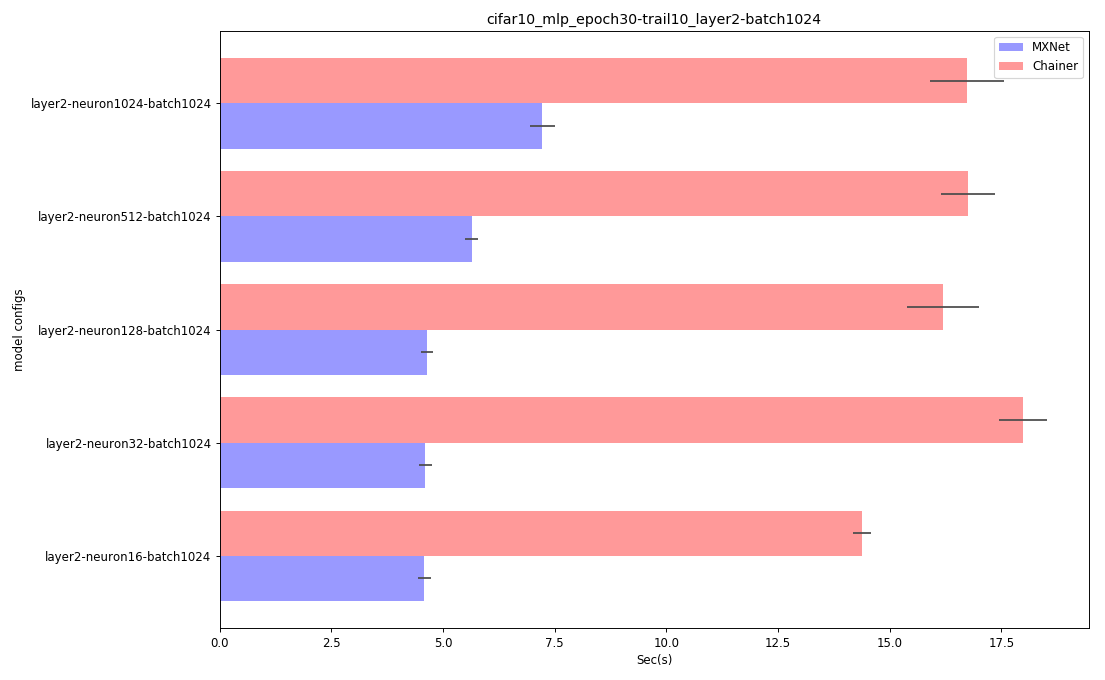 cifar10_mlp_epoch30-trail10_layer2-batch1024
MXNet
Chainer
layer2-neuron1024-batch1024
layer2-neuron512-batch1024
layer2-neuron128-batch1024
layer2-neuron32-batch1024
layer2-neuron16-batch1024
model configs
0.0 2.5 5.0 7.5 10.0 12.5 15.0 17.5
Sec(s)